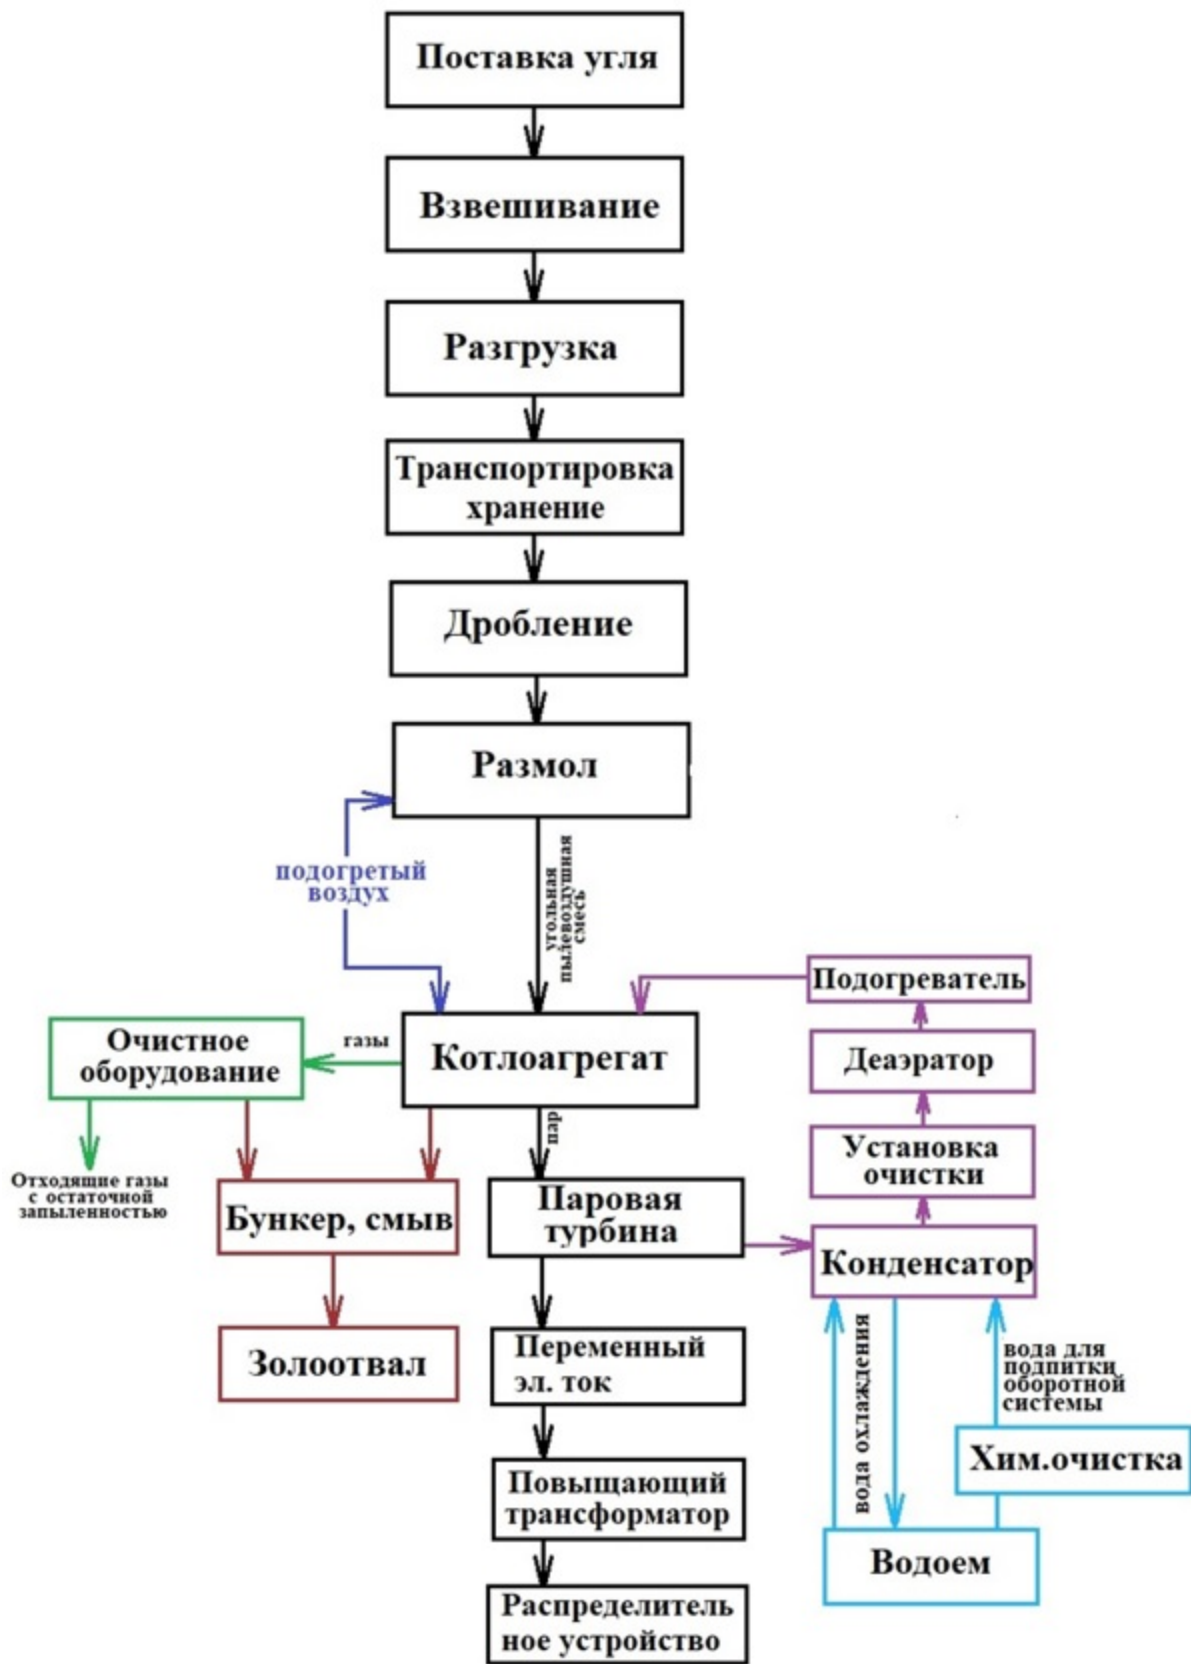 Поставка угля
Взвешивание
Разгрузка
Транспортировка
хранение
Дробление
Размол
подогретый
воздух
угольная
пылевоздушная
смесь
Подогреватель
Очистное
оборудование
газы
Котлоагрегат
Деаэратор
пар
Установка
очистки
Отходящие газы
с остаточной
запыленностью
Бункер, смыв
Паровая
турбина
Конденсатор
Золоотвал
Переменный
эл. ток
вода охлаждения
вода для
подпитки
оборотной
системы
Хим.очистка
Повыщающий
трансформатор
Водоем
Распределитель
ное устройство